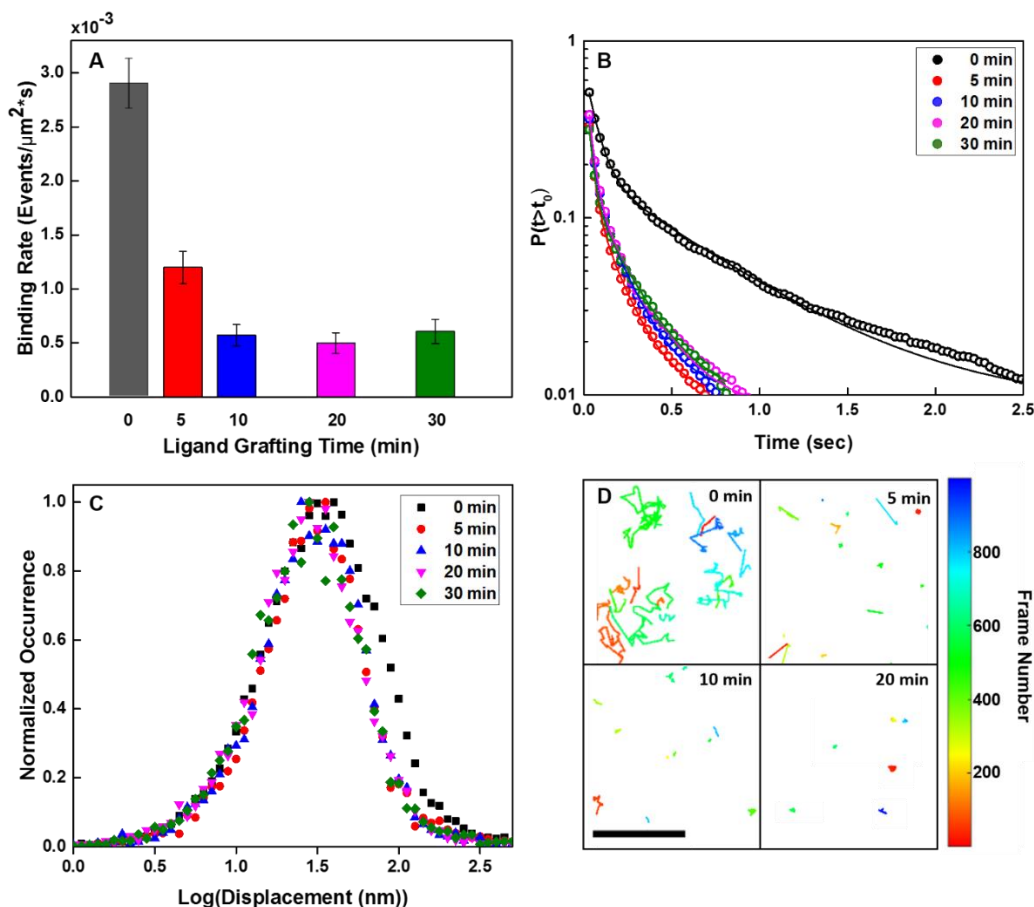 x10⁻³
A
3.0
2.5
2.0
1.5
1.0
0.5
0.0
0 5 10 20 30
Binding Rate (Events/μm²*s)
Ligand Grafting Time (min)
B
1
0.1
0.01
P(t>t₀)
0 min
5 min
10 min
20 min
30 min
0.0 0.5 1.0 1.5 2.0 2.5
Time (sec)
C
1.0
0.8
0.6
0.4
0.2
0.0
Normalized Occurrence
0 min
5 min
10 min
20 min
30 min
0.0 0.5 1.0 1.5 2.0 2.5
Log(Displacement (nm))
D
0 min
5 min
10 min
20 min
800
600
400
200
Frame Number